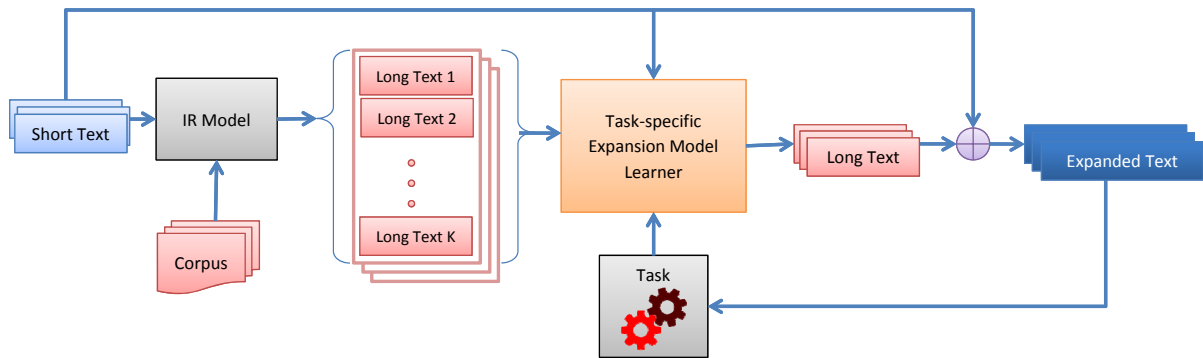 Short Text
IR Model
Corpus
Long Text 1
Long Text 2
Long Text K
Task-specific
Expansion Model
Learner
Long Text
Expanded Text
Task